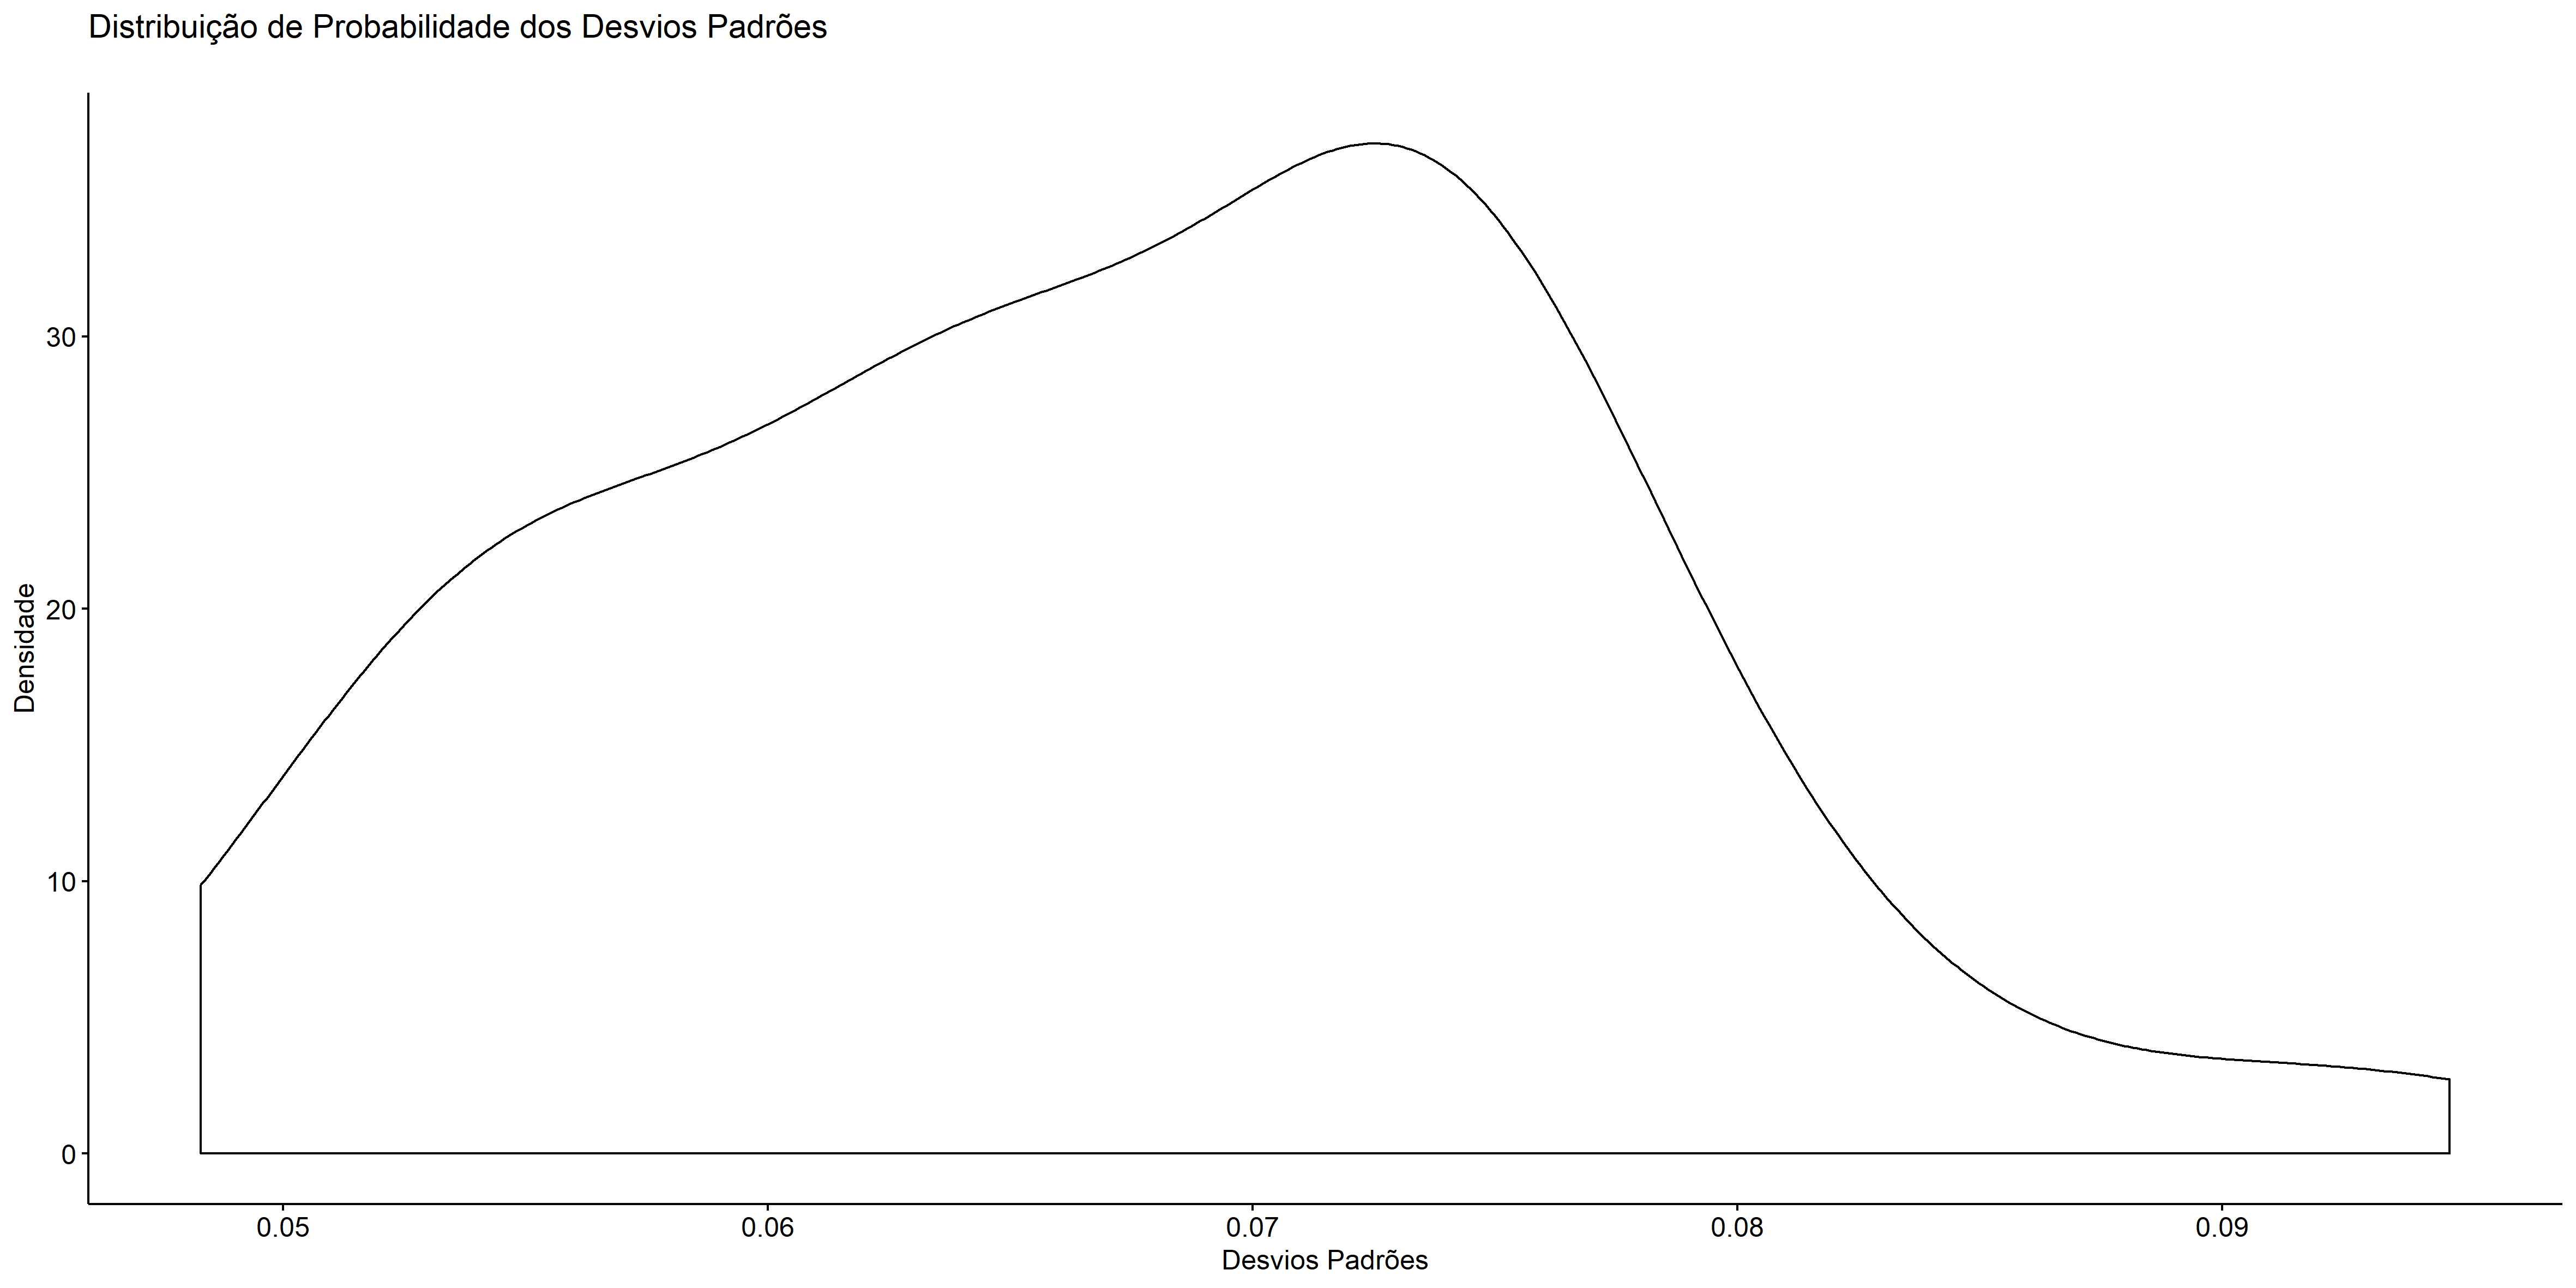 Distribuição de Probabilidade dos Desvios Padrões
Densidade
30
20
10
0
0.05 0.06 0.07 0.08 0.09
Desvios Padrões